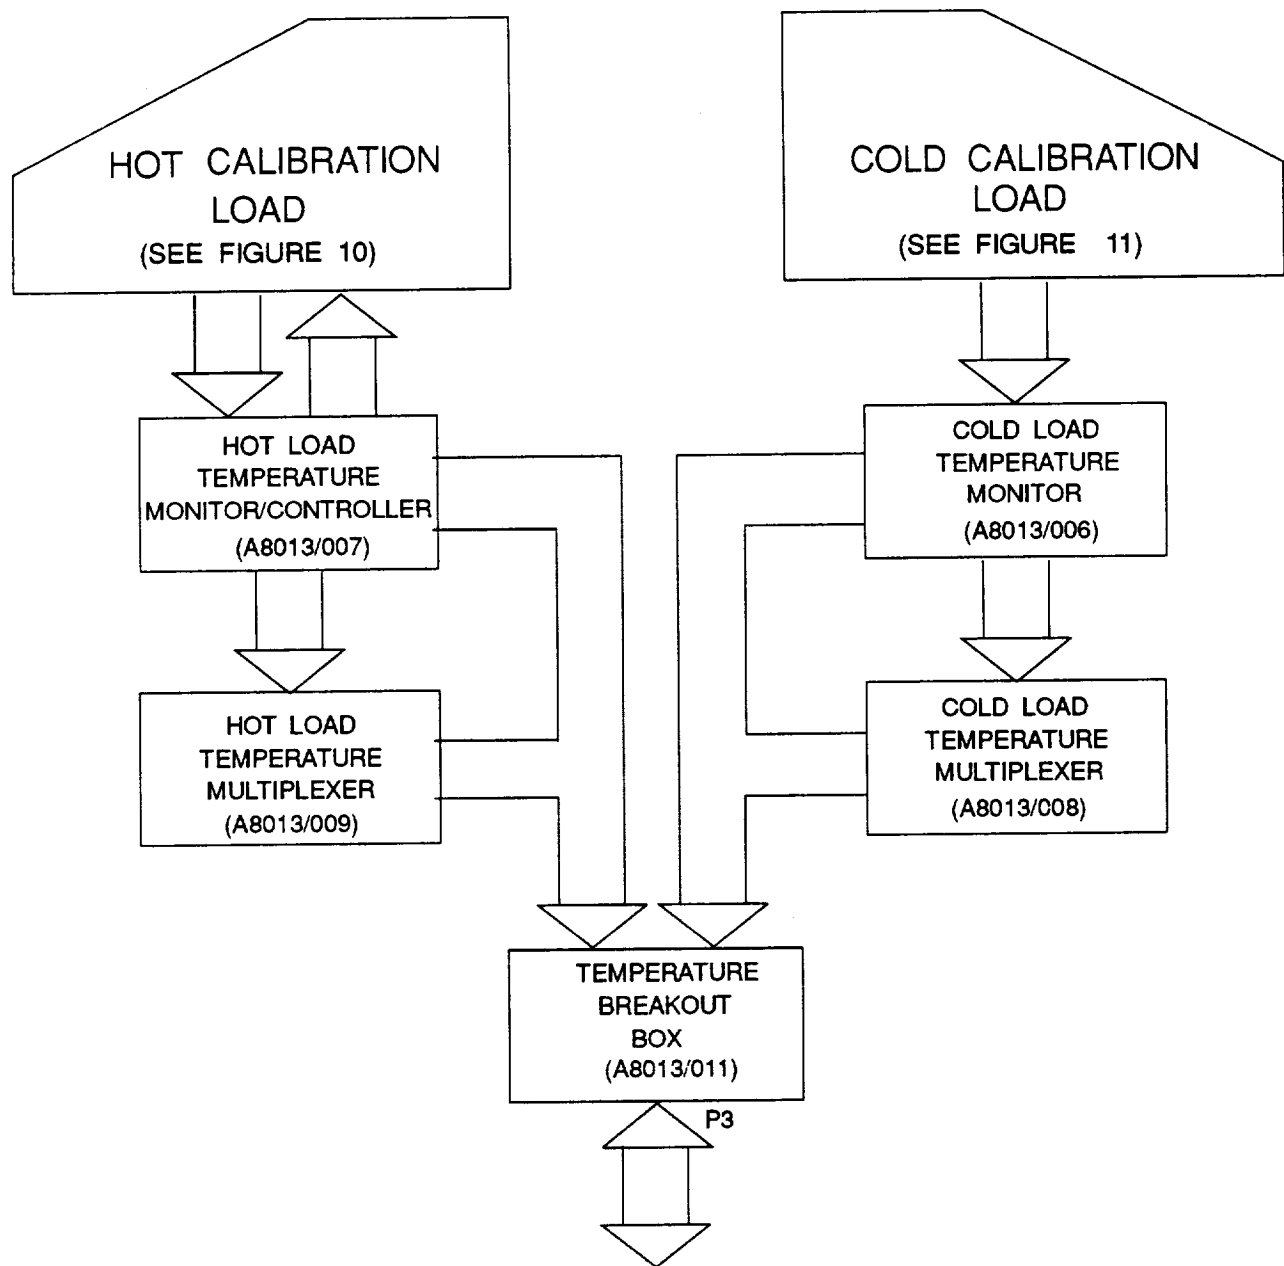 HOT CALIBRATION
LOAD
(SEE FIGURE 10)
COLD CALIBRATION
LOAD
(SEE FIGURE 11)
HOT LOAD
TEMPERATURE
MONITOR/CONTROLLER
(A8013/007)
COLD LOAD
TEMPERATURE
MONITOR
(A8013/006)
HOT LOAD
TEMPERATURE
MULTIPLEXER
(A8013/009)
COLD LOAD
TEMPERATURE
MULTIPLEXER
(A8013/008)
TEMPERATURE
BREAKOUT
BOX
(A8013/011)
P3